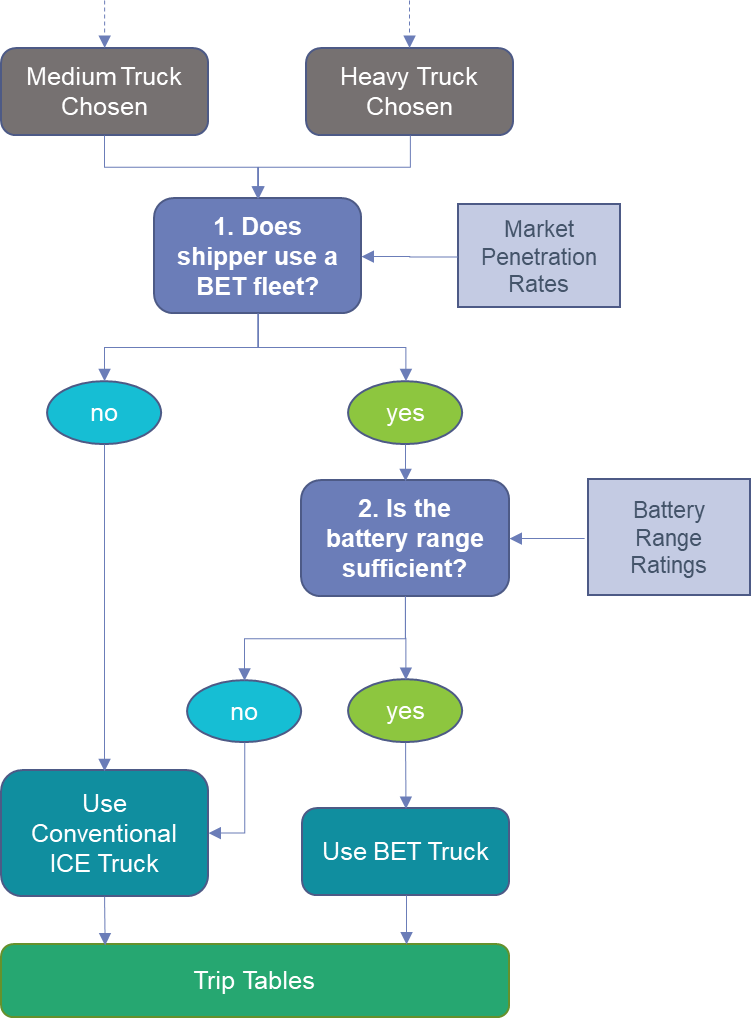 Medium Truck
Chosen
Heavy Truck
Chosen
1. Does
shipper use a
BET fleet?
Market
Penetration
Rates
no
yes
2. Is the
battery range
sufficient?
Battery
Range
Ratings
no
yes
Use
Conventional
ICE Truck
Use BET Truck
Trip Tables